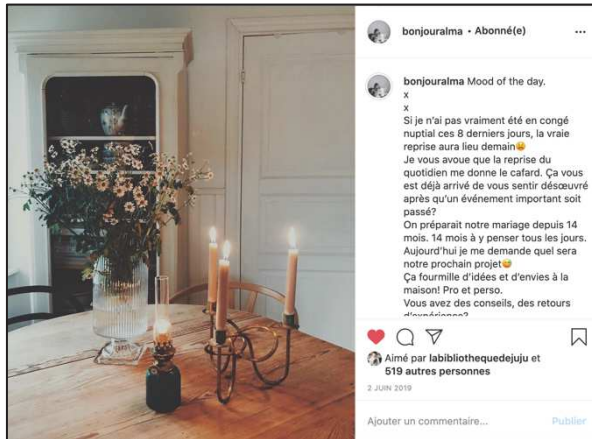 bonjouralma • Abonné(e)
bonjouralma Mood of the day.
x
x
Si je n'ai pas vraiment été en congé
nuptial ces 8 derniers jours, la vraie
reprise aura lieu demain😩
Je vous avoue que la reprise du
quotidien me donne le cafard. Ça vous
est déjà arrivé de vous sentir désœuvré
après qu'un événement important soit
passé?
On préparait notre mariage depuis 14
mois. 14 mois à y penser tous les jours.
Aujourd'hui je me demande quel sera
notre prochain projet😅
Ça fourmille d'idées et d'envies à la
maison! Pro et perso.
Vous avez des conseils, des retours
d'expérience?
Aimé par labibliothequedejuju et
519 autres personnes
2 JUIN 2019
Ajouter un commentaire... Publier